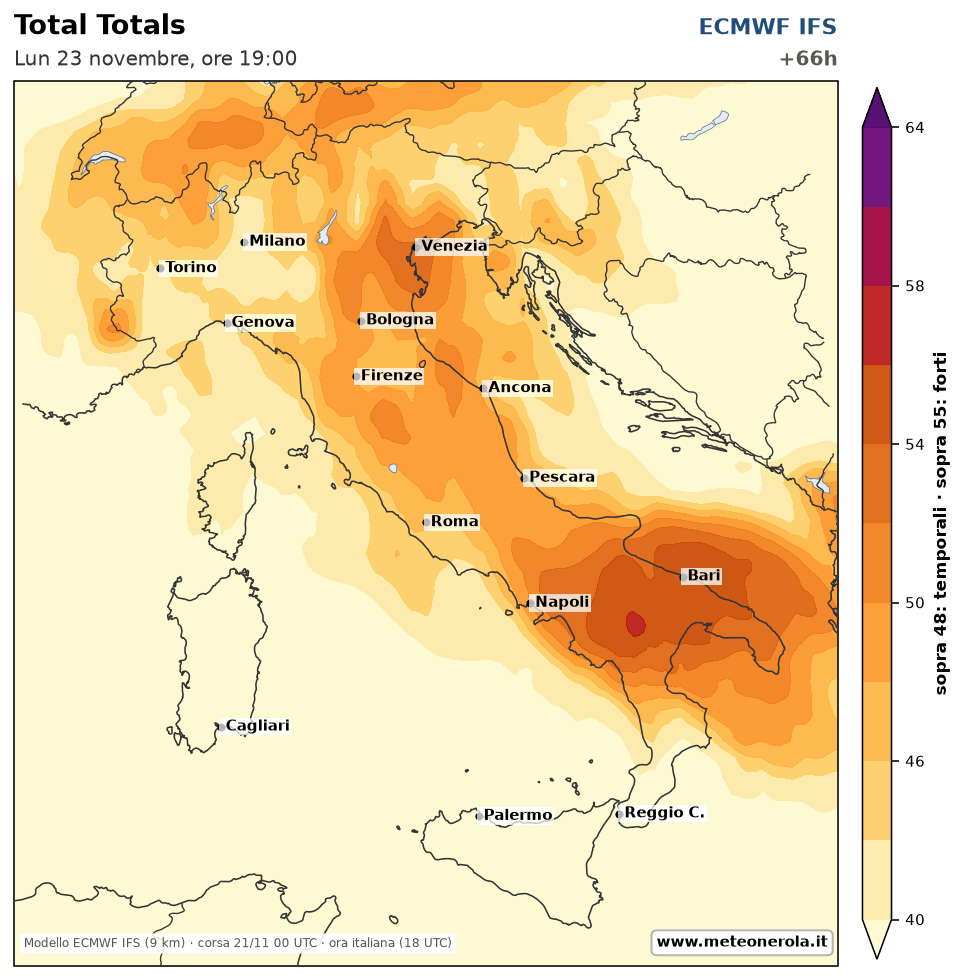 Total Totals
ECMWF IFS
Lun 23 novembre, ore 19:00
+66h
Milano
Venezia
Torino
Genova
Bologna
Firenze
Ancona
Pescara
Roma
Bari
Napoli
Cagliari
Palermo
Reggio C.
64
58
54
50
46
40
sopra 48: temporali · sopra 55: forti
Modello ECMWF IFS (9 km) · corsa 21/11 00 UTC · ora italiana (18 UTC)
www.meteonerola.it